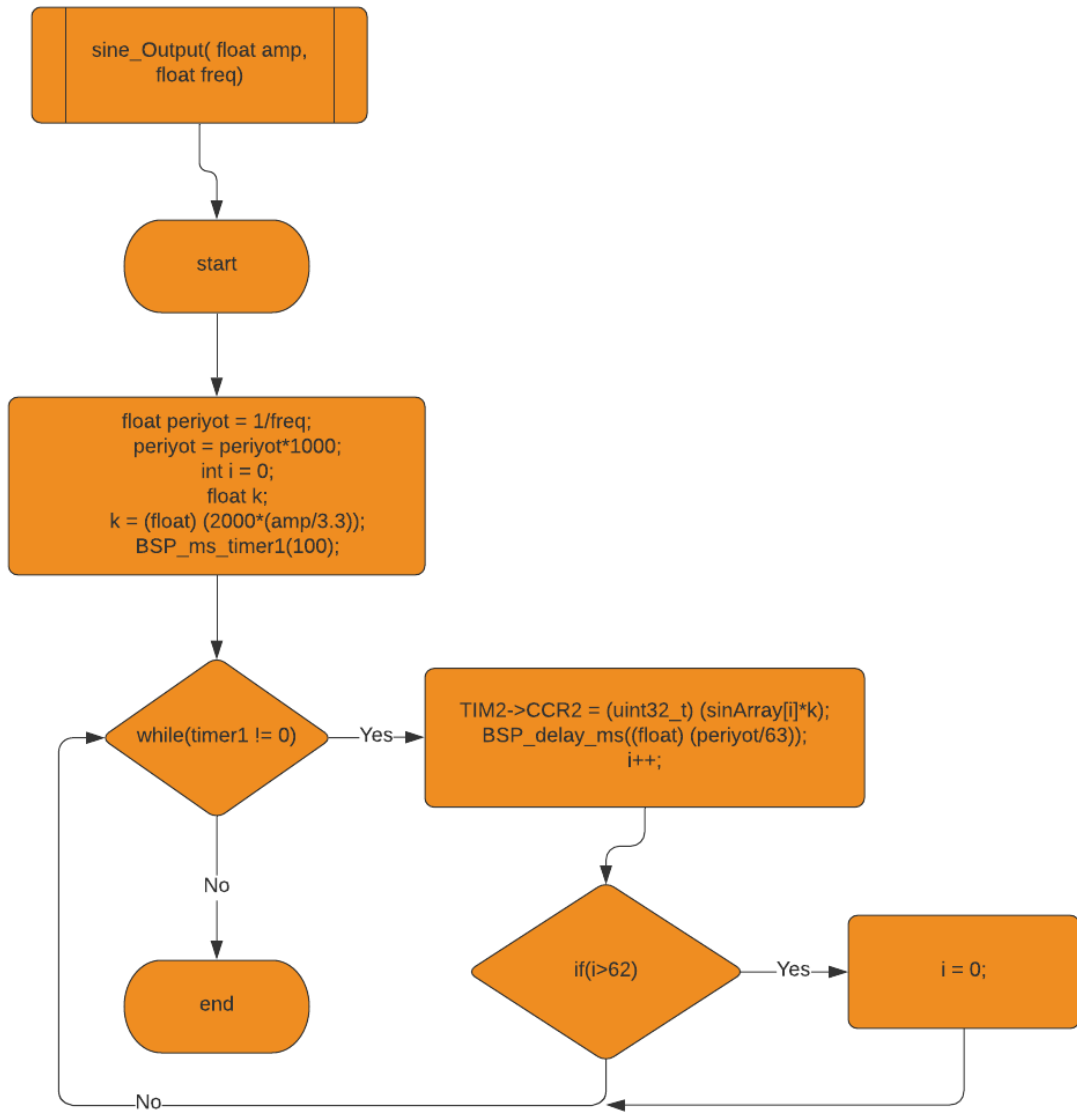 sine_Output( float amp,
float freq)
start
float periyot = 1/freq;
periyot = periyot*1000;
int i = 0;
float k;
k = (float) (2000*(amp/3.3));
BSP_ms_timer1(100);
while(timer1 != 0)
Yes
TIM2->CCR2 = (uint32_t) (sinArray[i]*k);
BSP_delay_ms((float) (periyot/63));
i++;
No
end
if(i>62)
Yes
i = 0;
No